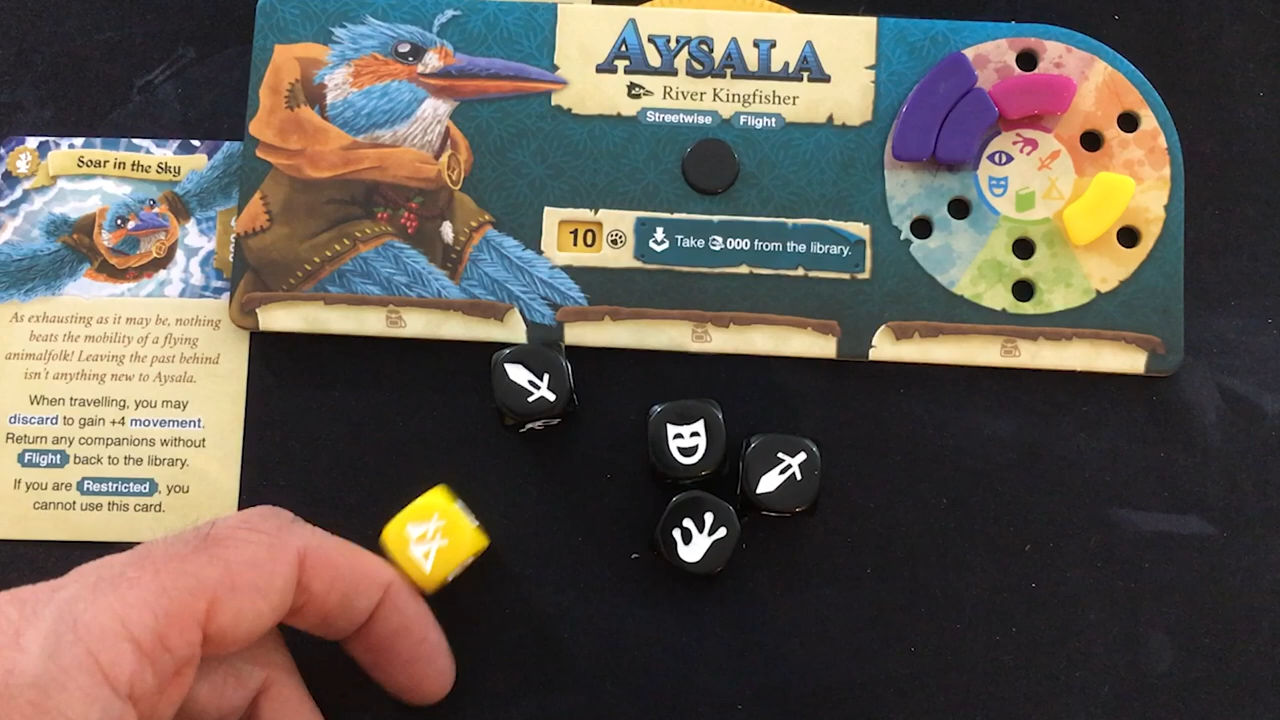 AYSALA
River Kingfisher
Streetwise
Flight
10
Take 000 from the library.
Soar in the Sky
As exhausting as it may be, nothing
beats the mobility of a flying
animalfolk! Leaving the past behind
isn't anything new to Aysala.
When travelling, you may
discard to gain +4 movement.
Return any companions without
Flight back to the library.
If you are Restricted, you
cannot use this card.